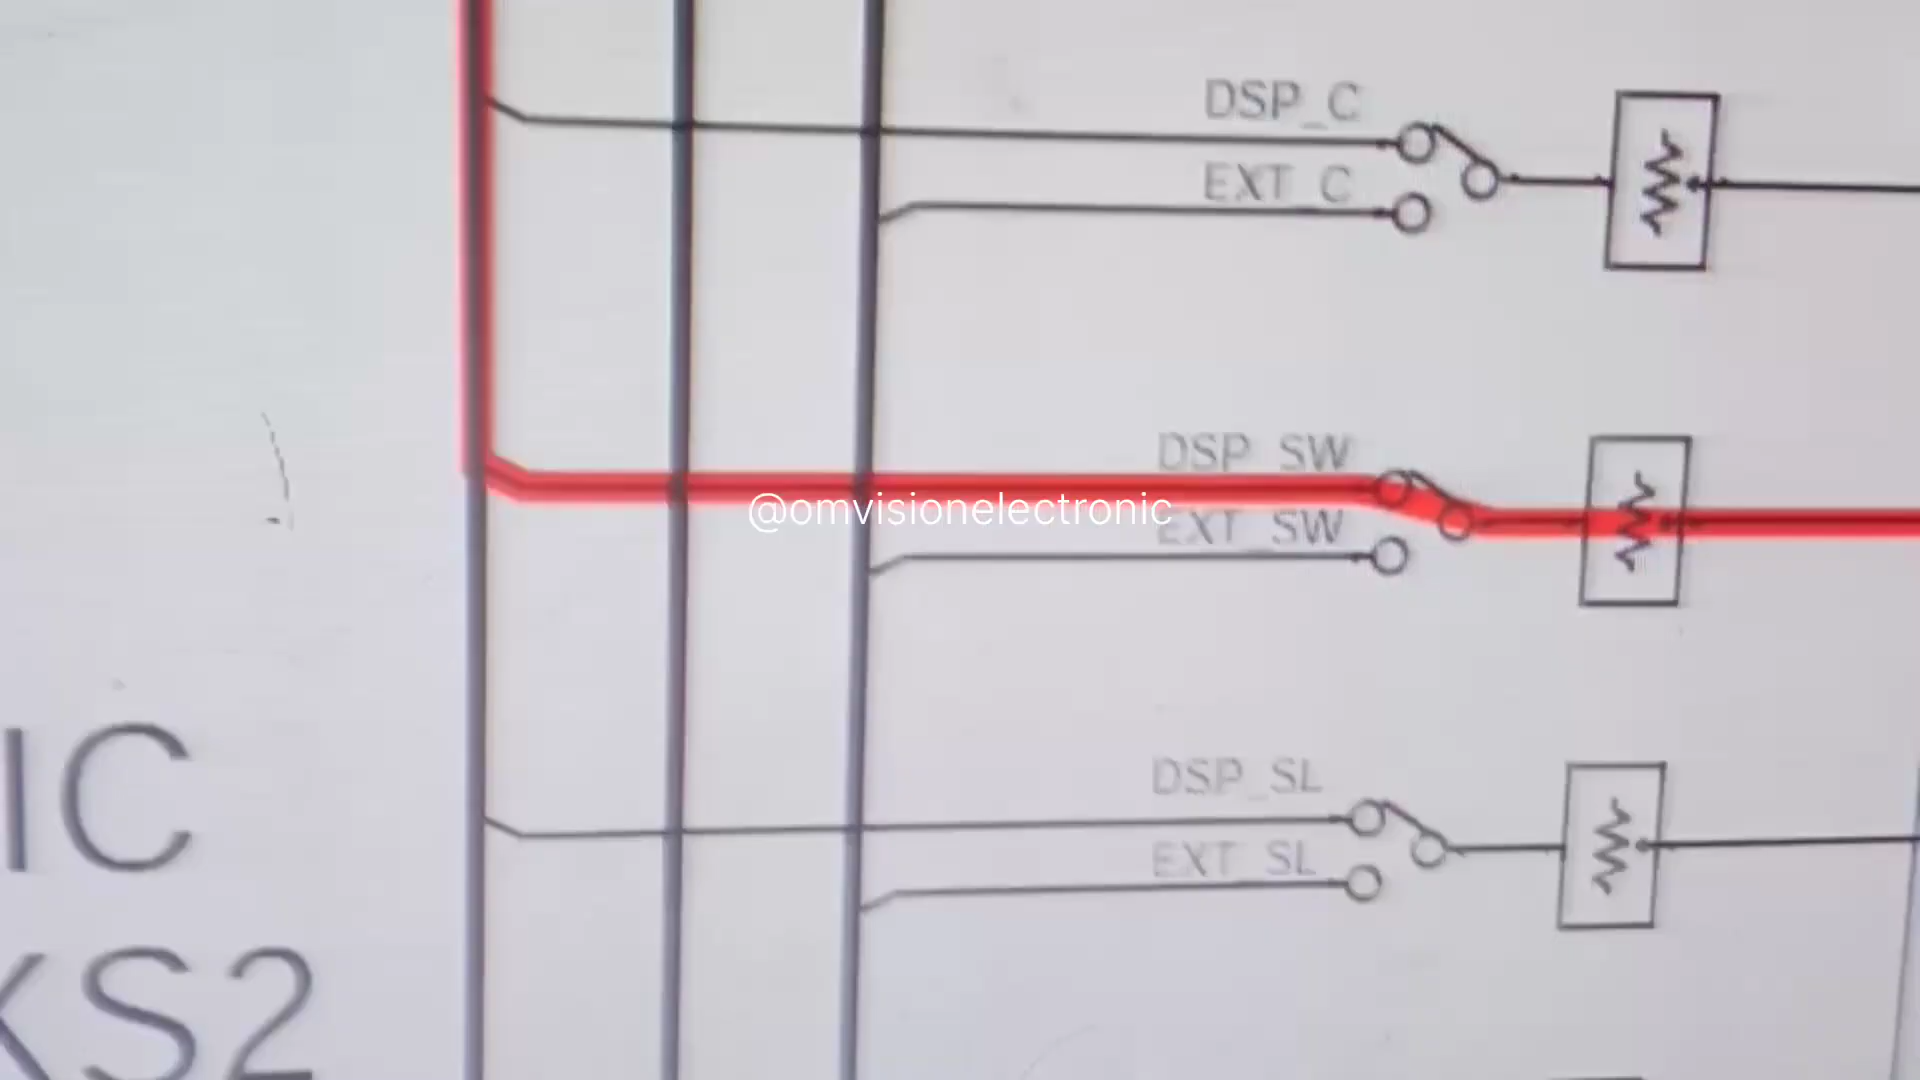 DSP_C
EXT_C
DSP_SW
@omvisionelectronic
EXT_SW
DSP_SL
EXT_SL
IC
KS2